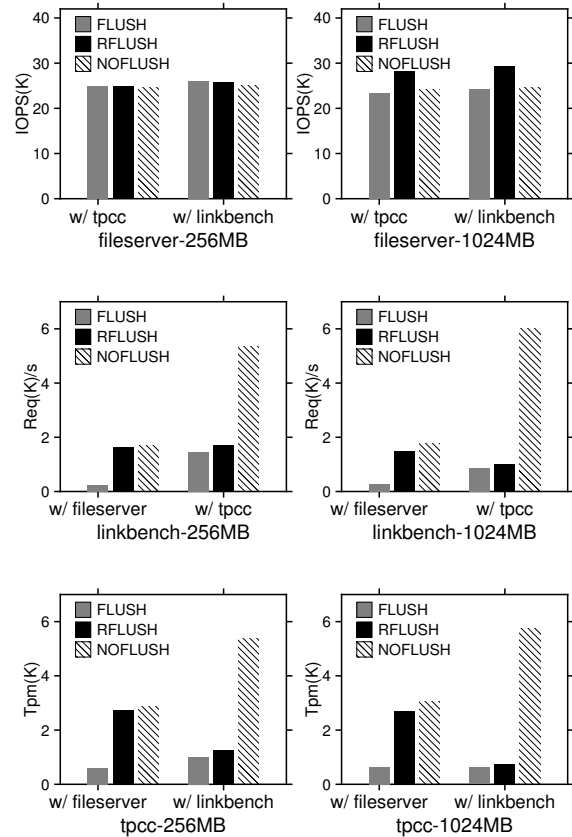 40
30
20
10
0
IOPS(K)
FLUSH
RFLUSH
NOFLUSH
w/ tpcc
w/ linkbench
fileserver-256MB
40
30
20
10
0
IOPS(K)
FLUSH
RFLUSH
NOFLUSH
w/ tpcc
w/ linkbench
fileserver-1024MB
6
4
2
0
Req(K)/s
FLUSH
RFLUSH
NOFLUSH
w/ fileserver
w/ tpcc
linkbench-256MB
6
4
2
0
Req(K)/s
FLUSH
RFLUSH
NOFLUSH
w/ fileserver
w/ tpcc
linkbench-1024MB
6
4
2
0
Tpm(K)
FLUSH
RFLUSH
NOFLUSH
w/ fileserver
w/ linkbench
tpcc-256MB
6
4
2
0
Tpm(K)
FLUSH
RFLUSH
NOFLUSH
w/ fileserver
w/ linkbench
tpcc-1024MB